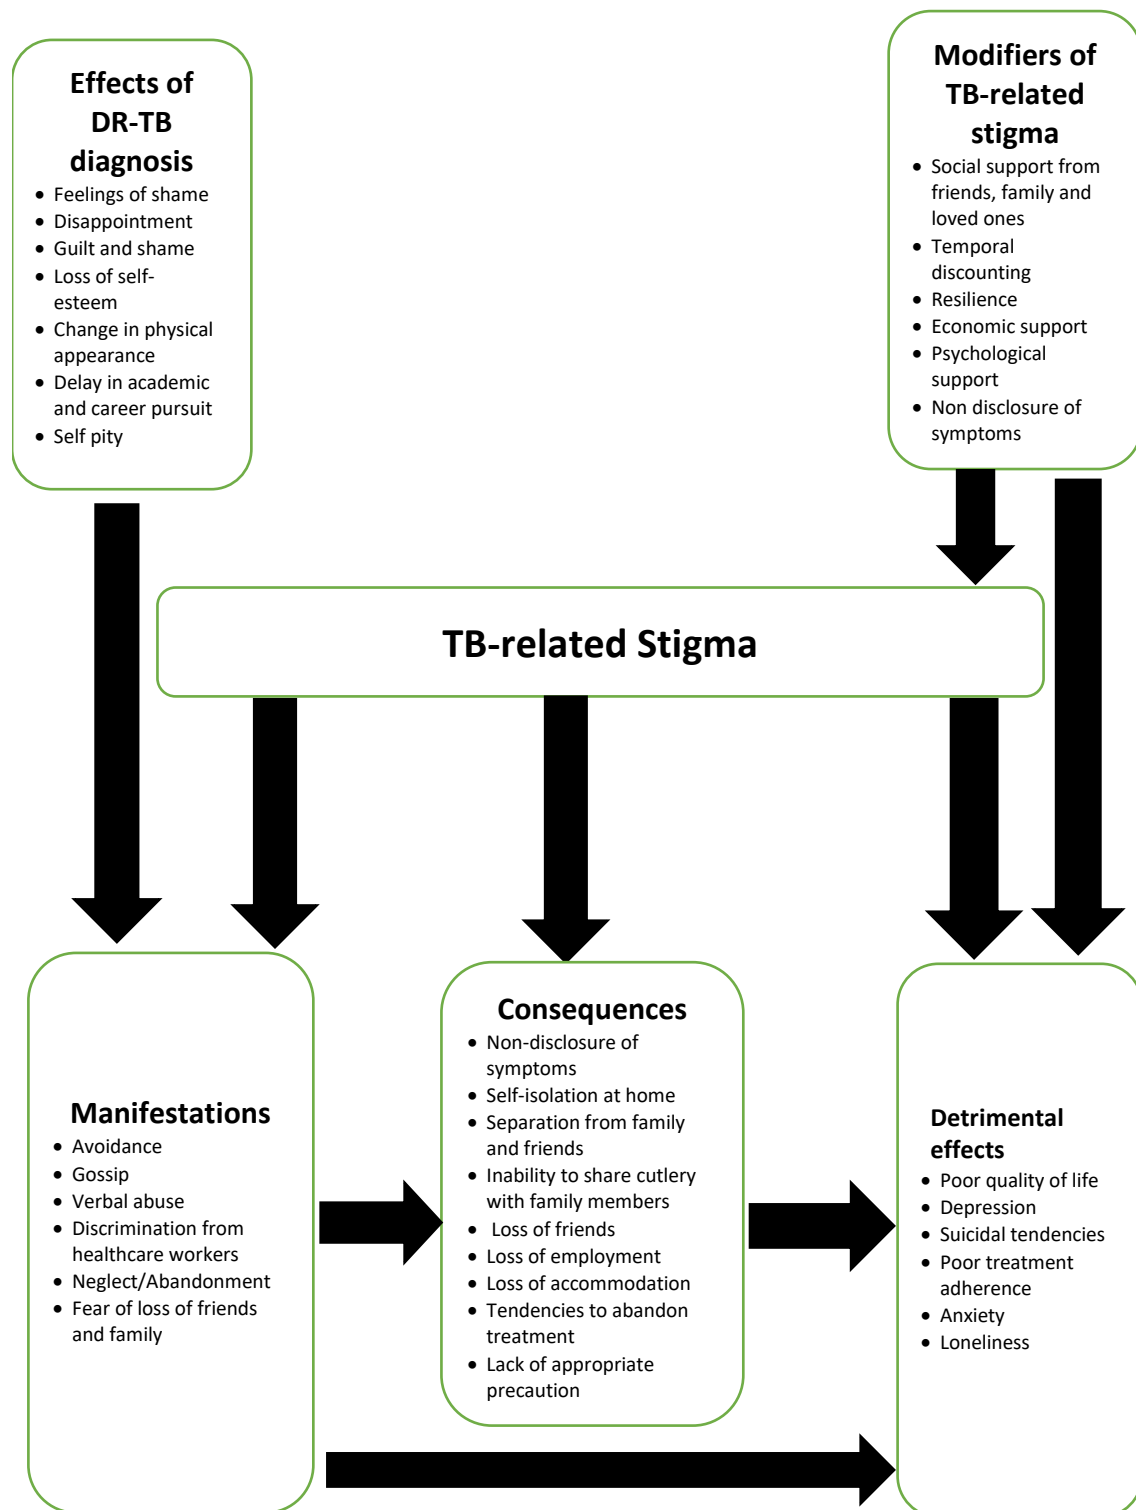 Effects of
DR-TB
diagnosis
• Feelings of shame
• Disappointment
• Guilt and shame
• Loss of self-
esteem
• Change in physical
appearance
• Delay in academic
and career pursuit
• Self pity
Modifiers of
TB-related
stigma
• Social support from
friends, family and
loved ones
• Temporal
discounting
• Resilience
• Economic support
• Psychological
support
• Non disclosure of
symptoms
TB-related Stigma
Manifestations
• Avoidance
• Gossip
• Verbal abuse
• Discrimination from
healthcare workers
• Neglect/Abandonment
• Fear of loss of friends
and family
Consequences
• Non-disclosure of
symptoms
• Self-isolation at home
• Separation from family
and friends
• Inability to share cutlery
with family members
• Loss of friends
• Loss of employment
• Loss of accommodation
• Tendencies to abandon
treatment
• Lack of appropriate
precaution
Detrimental
effects
• Poor quality of life
• Depression
• Suicidal tendencies
• Poor treatment
adherence
• Anxiety
• Loneliness